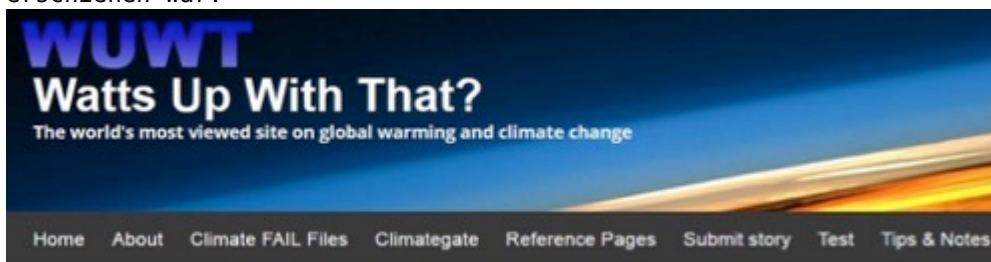 WUWT
Watts Up With That?
The world's most viewed site on global warming and climate change
Home About Climate FAIL Files Climategate Reference Pages Submit story Test Tips & Notes